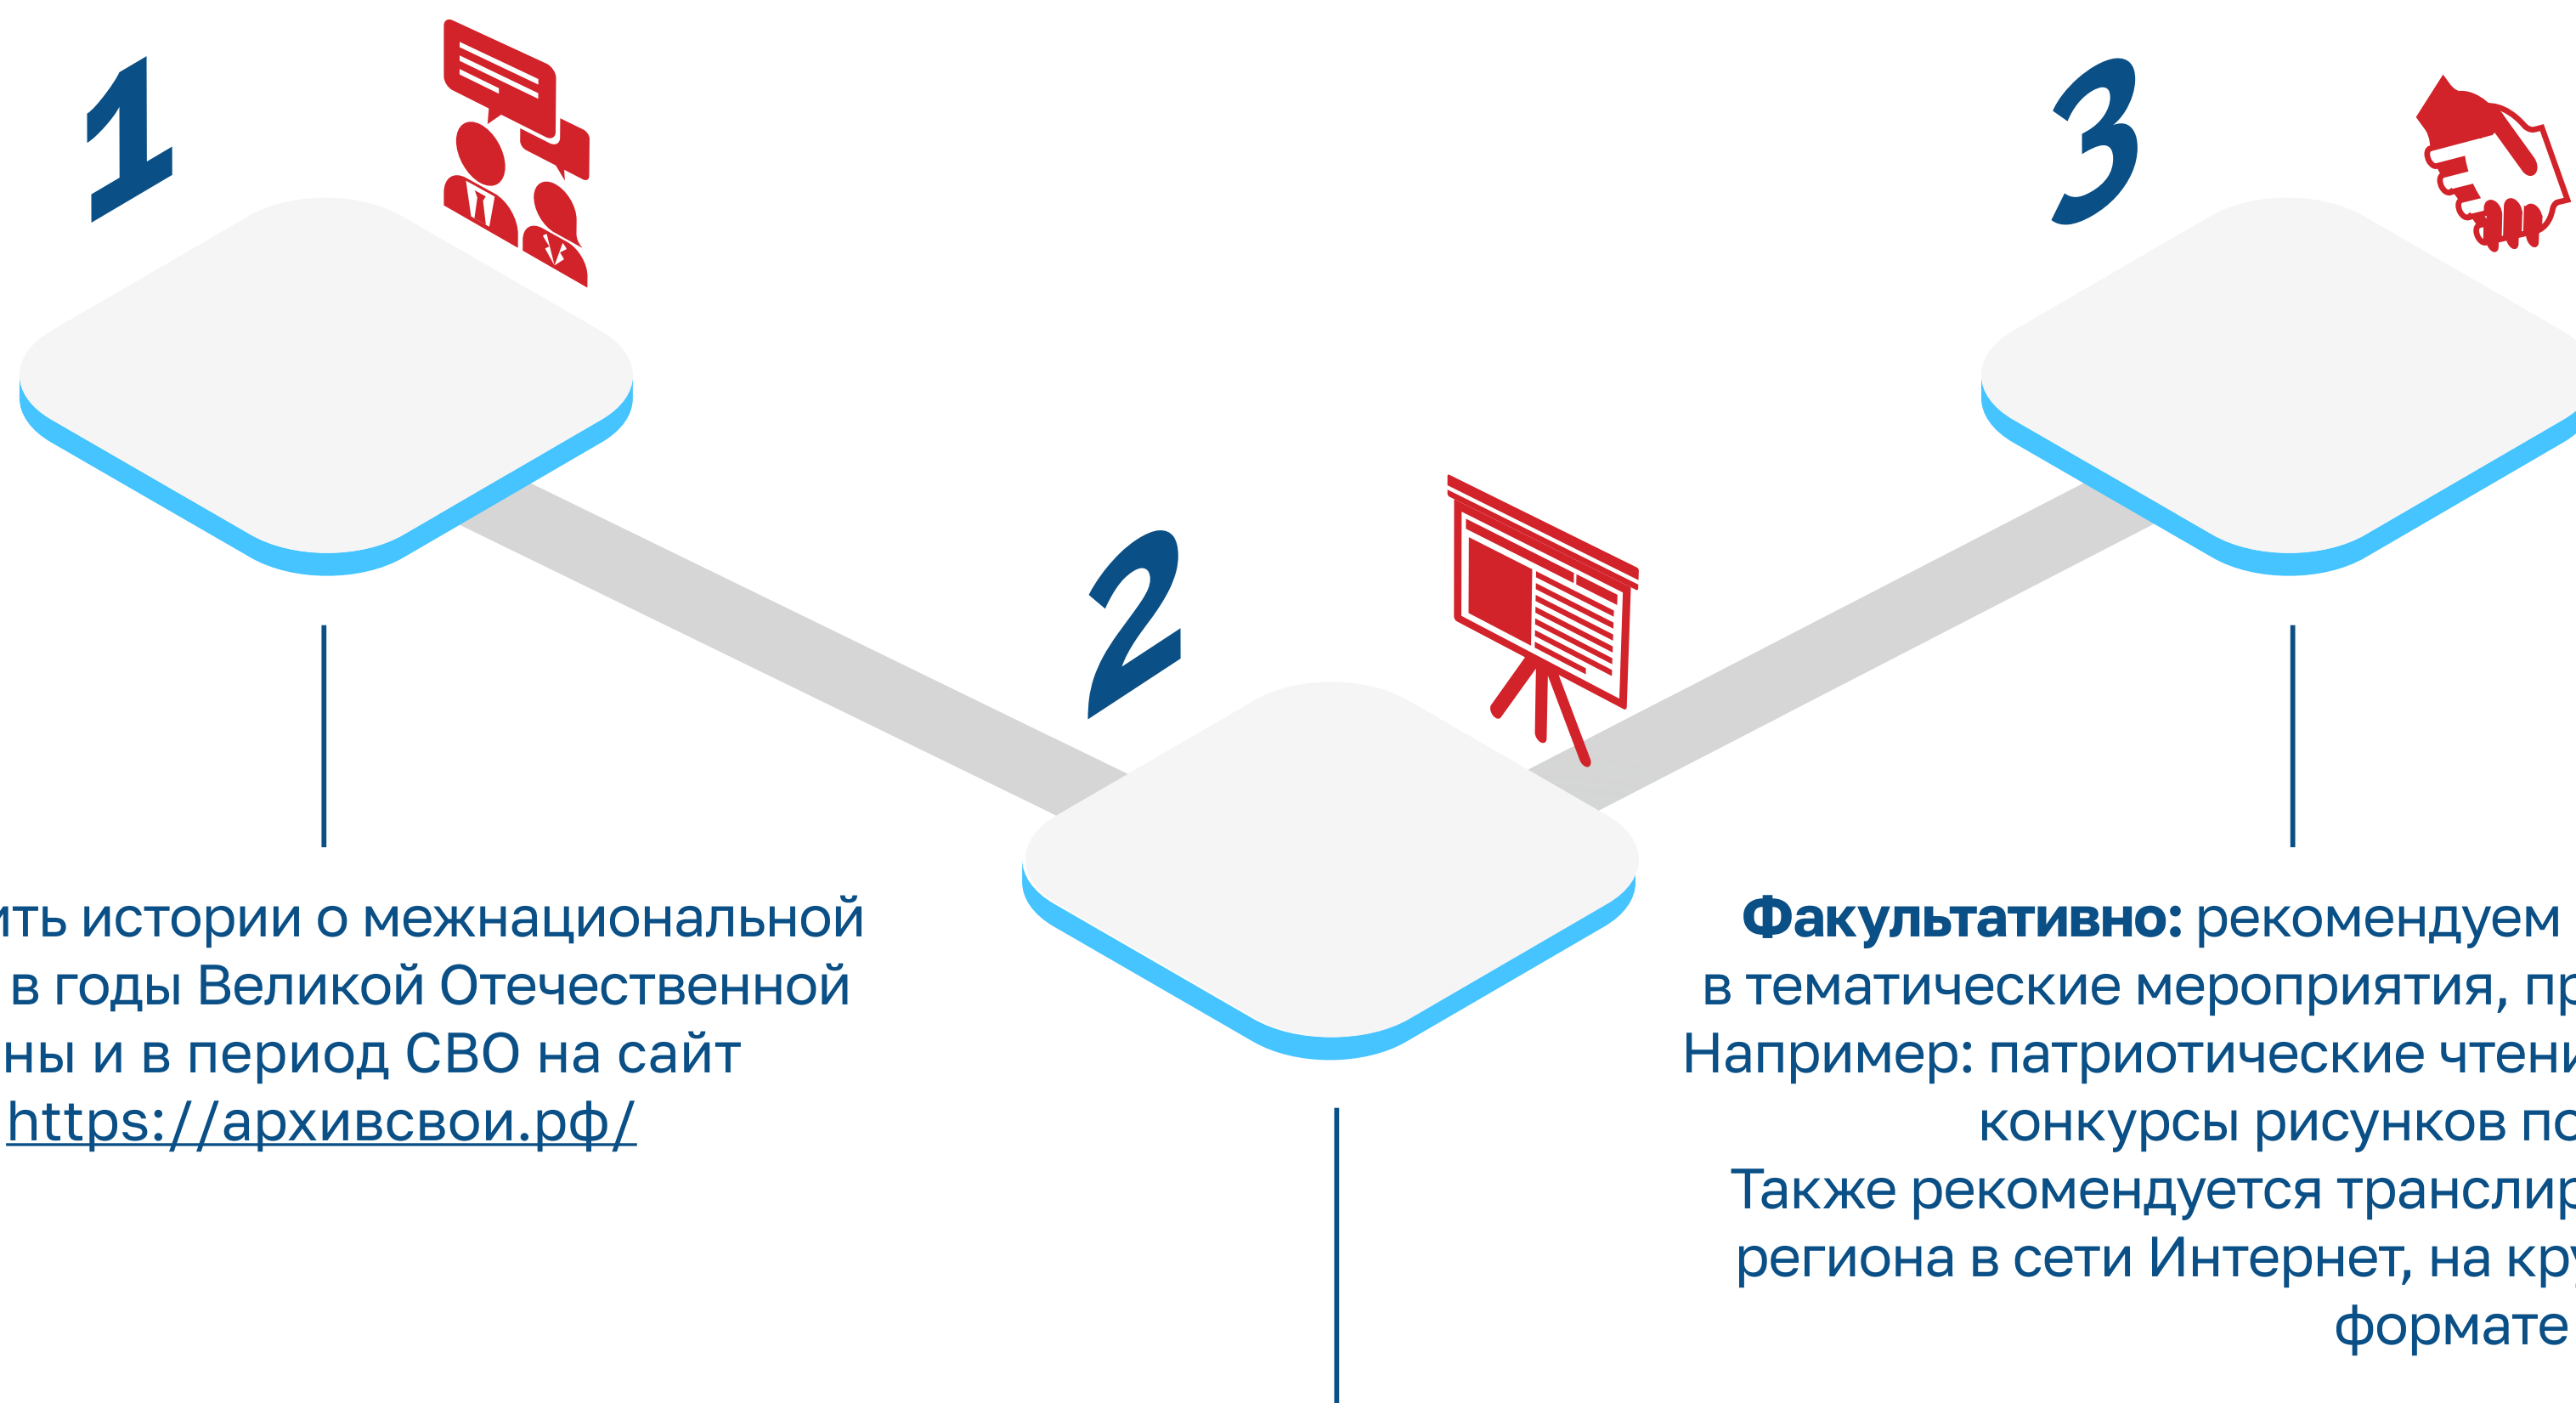 1
2
3
ить истории о межнациональной
в годы Великой Отечественной
ны и в период СВО на сайт
https://архивсвои.рф/
Факультативно: рекомендуем
в тематические мероприятия, пр
Например: патриотические чтени
конкурсы рисунков по
Также рекомендуется транслир
региона в сети Интернет, на кру
формате